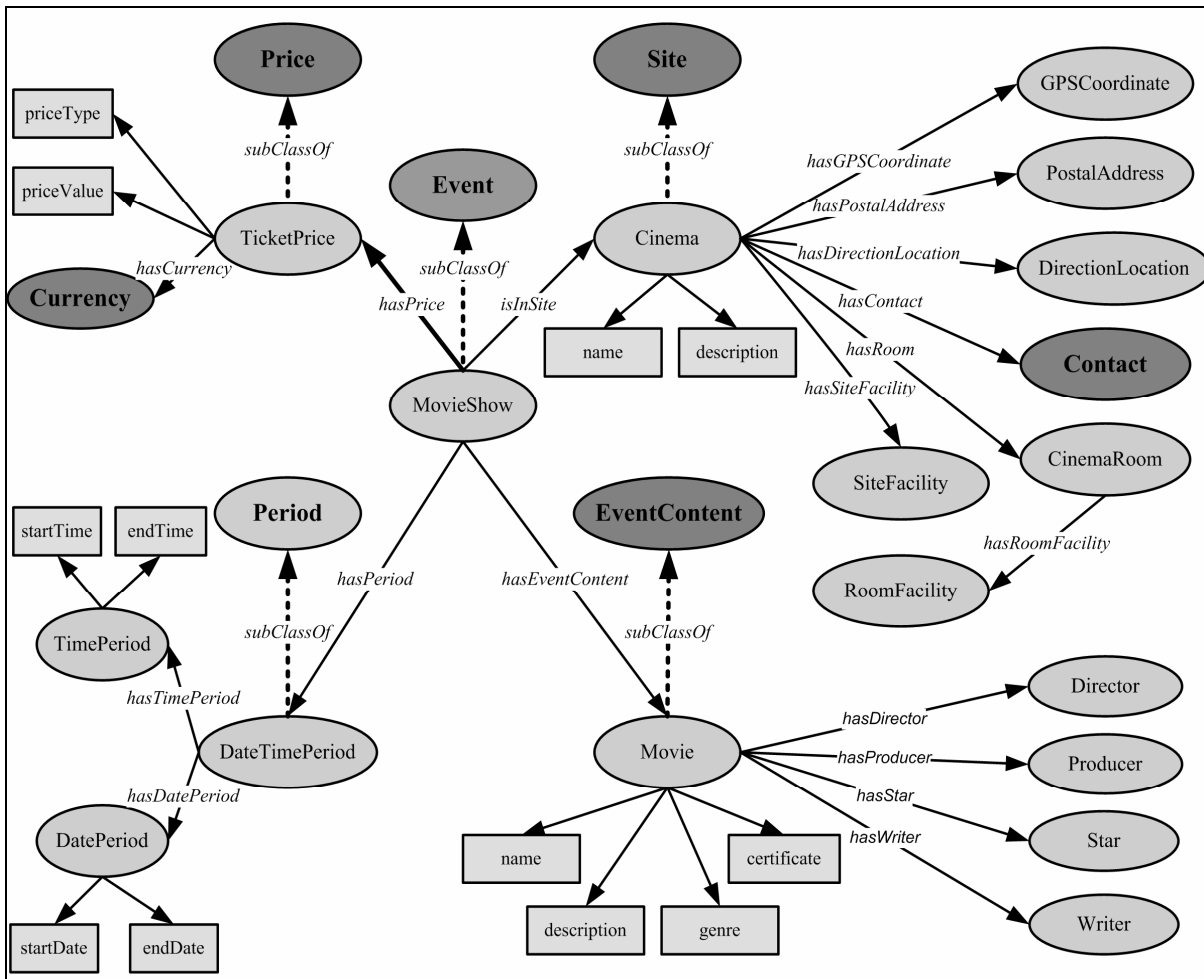 Price
Site
GPSCoordinate
priceType
subClassOf
subClassOf
hasGPSCoordinate
Event
PostalAddress
priceValue
hasPostalAddress
TicketPrice
Cinema
hasDirectionLocation
DirectionLocation
hasCurrency
subClassOf
Currency
hasPrice
isInSite
hasContact
name
description
hasRoom
Contact
hasSiteFacility
MovieShow
CinemaRoom
SiteFacility
Period
EventContent
startTime
endTime
hasRoomFacility
hasPeriod
hasEventContent
RoomFacility
subClassOf
subClassOf
TimePeriod
Director
hasTimePeriod
hasDirector
DateTimePeriod
Movie
hasProducer
Producer
hasDatePeriod
hasStar
DatePeriod
hasWriter
Star
name
certificate
Writer
description
genre
startDate
endDate